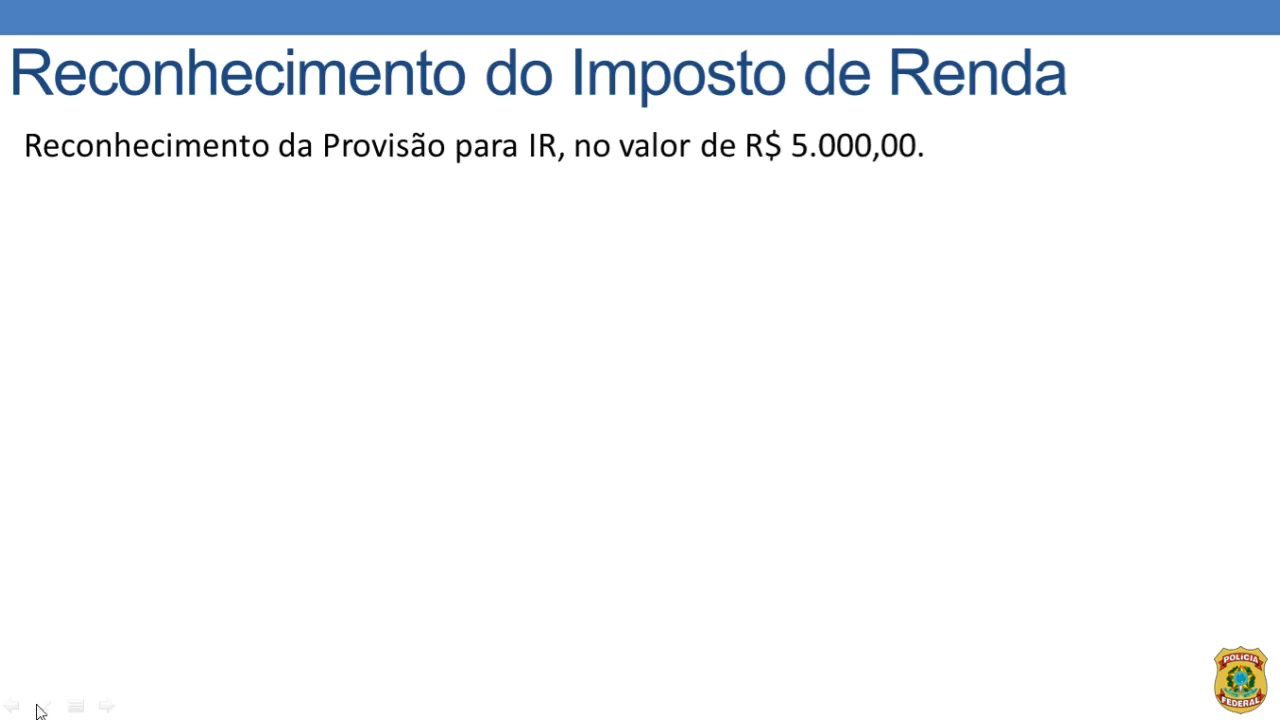 Reconhecimento do Imposto de Renda
Reconhecimento da Provisão para IR, no valor de R$ 5.000,00.
POLÍCIA
FEDERAL